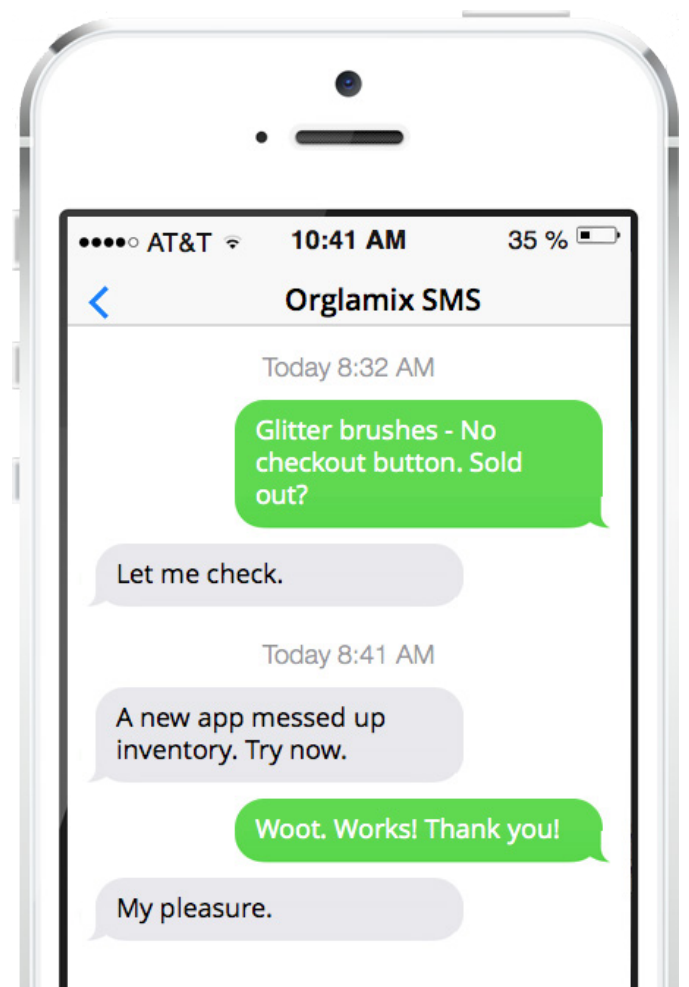 AT&T 10:41 AM 35 %
Orglamix SMS
Today 8:32 AM
Glitter brushes - No
checkout button. Sold
out?
Let me check.
Today 8:41 AM
A new app messed up
inventory. Try now.
Woot. Works! Thank you!
My pleasure.